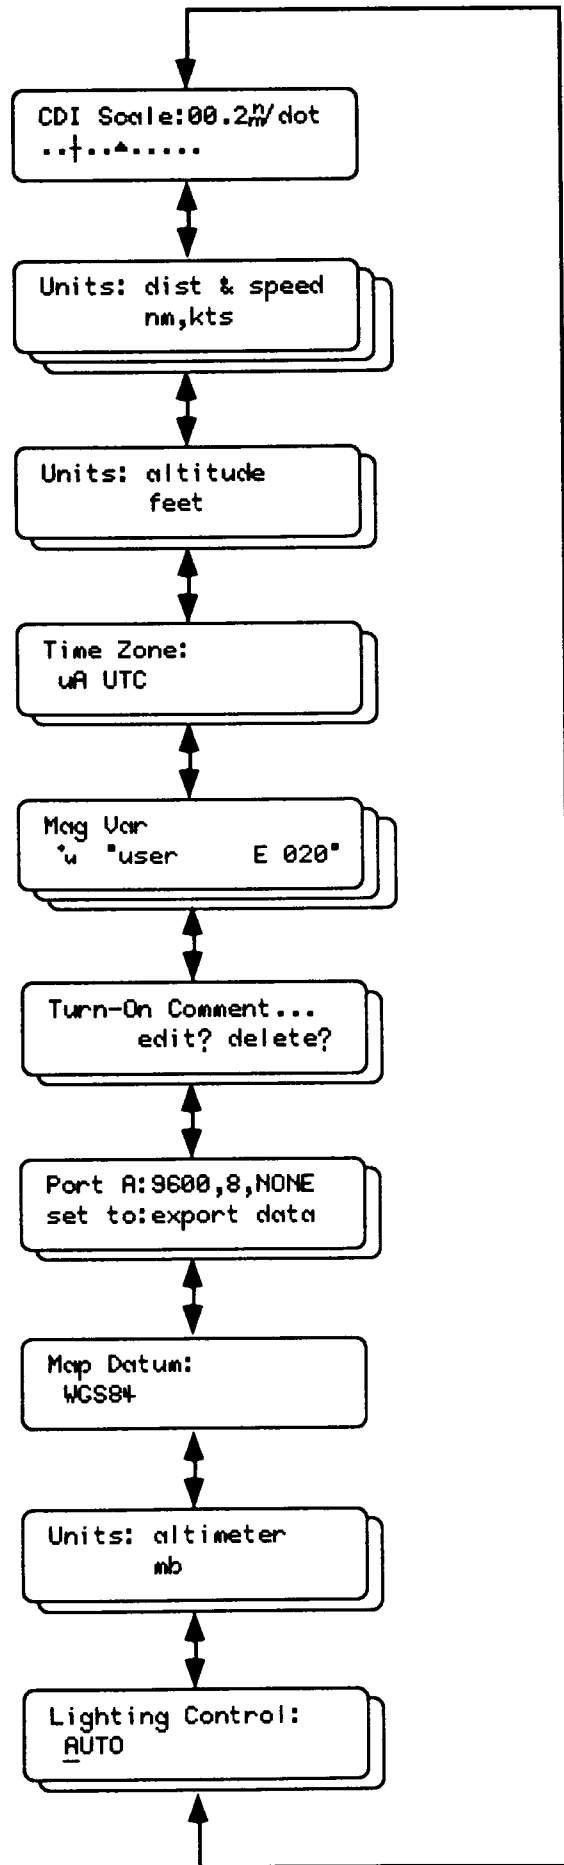 CDI Scale:00.2nm/dot
Units: dist & speed
nm,kts
Units: altitude
feet
Time Zone:
UTC
Mag Var
user E 020°
Turn-On Comment...
edit? delete?
Port A:9600,8,NONE
set to:export data
Map Datum:
WGS84
Units: altimeter
mb
Lighting Control:
AUTO